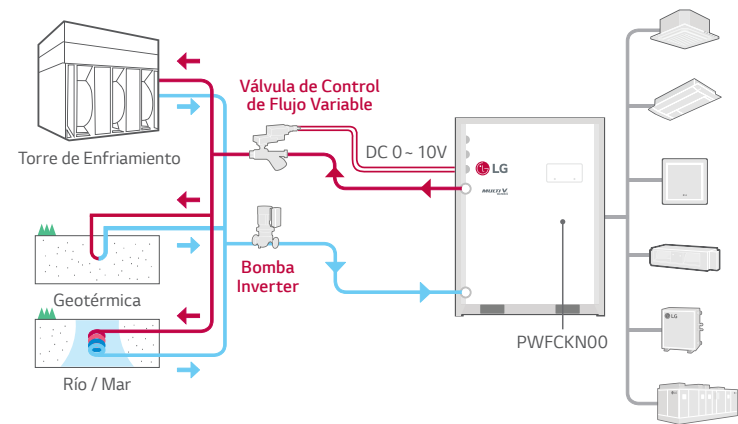 Válvula de Control
de Flujo Variable
Torre de Enfriamiento
DC 0 ~ 10V
LG
MULTI V
Geotérmica
Bomba
Inverter
Río / Mar
PWFCKN00
LG